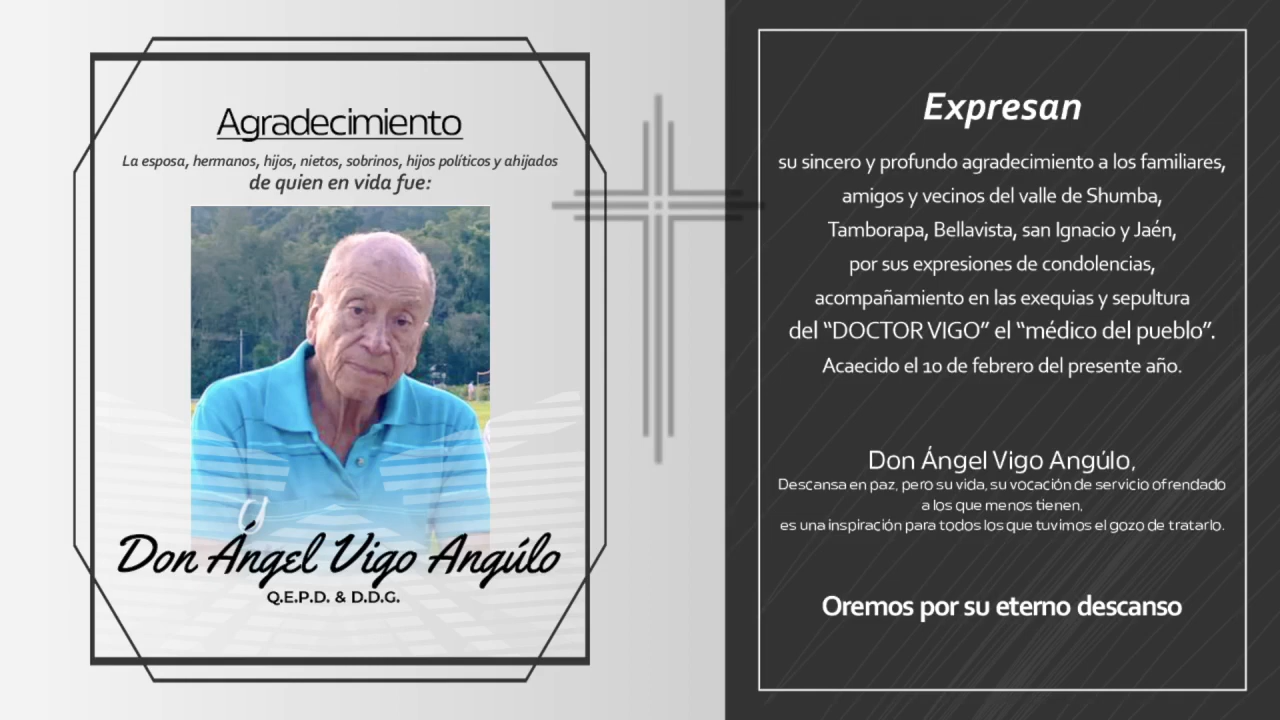 Agradecimiento
La esposa, hermanos, hijos, nietos, sobrinos, hijos políticos y ahijados
de quien en vida fue:
Don Ángel Vigo Angúlo
Q.E.P.D. & D.D.G.
Expresan
su sincero y profundo agradecimiento a los familiares,
amigos y vecinos del valle de Shumba,
Tamborapa, Bellavista, san Ignacio y Jaén,
por sus expresiones de condolencias,
acompañamiento en las exequias y sepultura
del “DOCTOR VIGO” el “médico del pueblo”.
Acaecido el 10 de febrero del presente año.
Don Ángel Vigo Angúlo,
Descansa en paz, pero su vida, su vocación de servicio ofrendado
a los que menos tienen,
es una inspiración para todos los que tuvimos el gozo de tratarlo.
Oremos por su eterno descanso